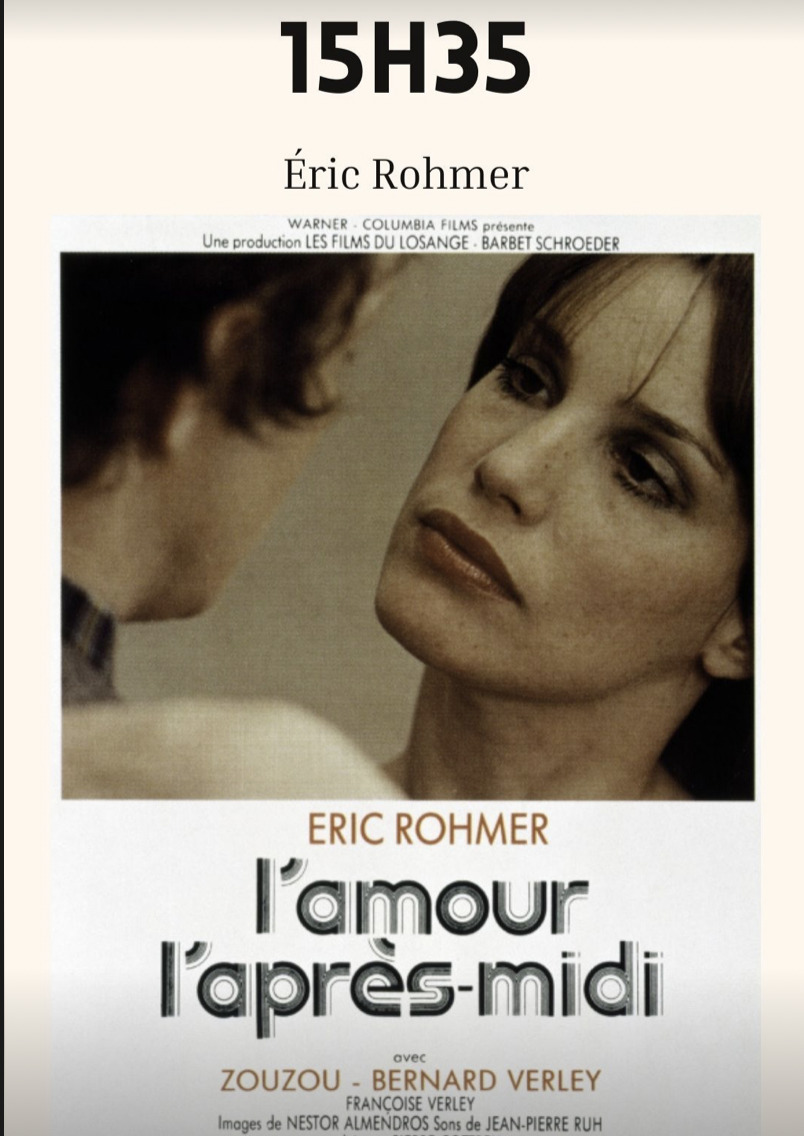 15H35
Éric Rohmer
WARNER - COLUMBIA FILMS présente
Une production LES FILMS DU LOSANGE - BARBET SCHROEDER
ERIC ROHMER
l'amour
l'après-midi
avec
ZOUZOU - BERNARD VERLEY
FRANÇOISE VERLEY
Images de NESTOR ALMENDROS Sons de JEAN-PIERRE RUH